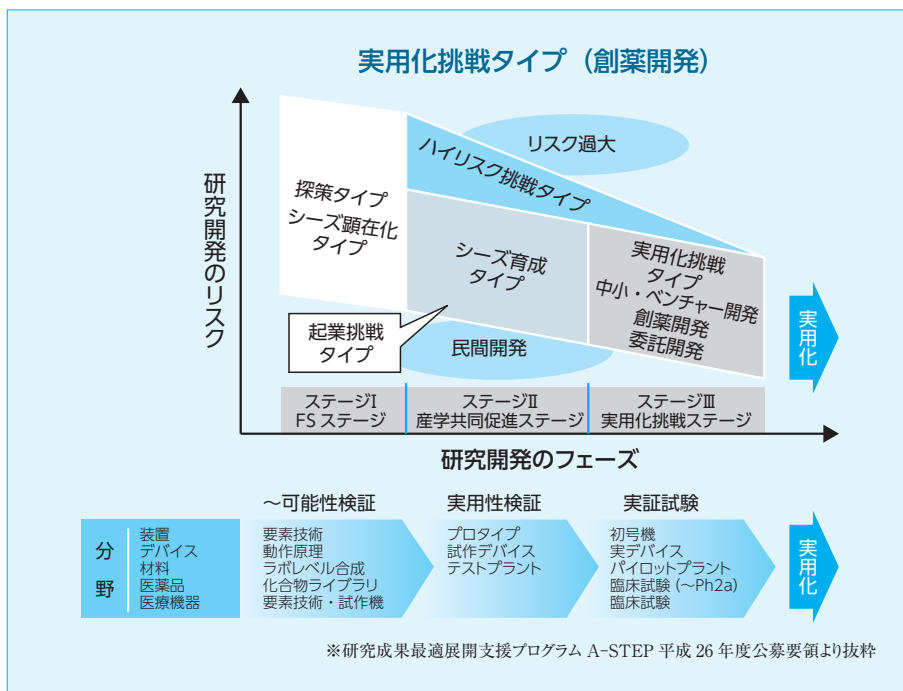 実用化挑戦タイプ（創薬開発）
研究開発のリスク
リスク過大
ハイリスク挑戦タイプ
探策タイプ
シーズ顕在化
タイプ
シーズ育成
タイプ
実用化挑戦
タイプ
中小・ベンチャー開発
創薬開発
委託開発
起業挑戦
タイプ
民間開発
実用化
ステージⅠ
FSステージ
ステージⅡ
産学共同促進ステージ
ステージⅢ
実用化挑戦ステージ
研究開発のフェーズ
～可能性検証
実用性検証
実証試験
分野
装置
デバイス
材料
医薬品
医療機器
要素技術
動作原理
ラボレベル合成
化合物ライブラリ
要素技術・試作機
プロタイプ
試作デバイス
テストプラント
初号機
実デバイス
パイロットプラント
臨床試験（～Ph2a）
臨床試験
実用化
※研究成果最適展開支援プログラム A-STEP 平成26年度公募要領より抜粋